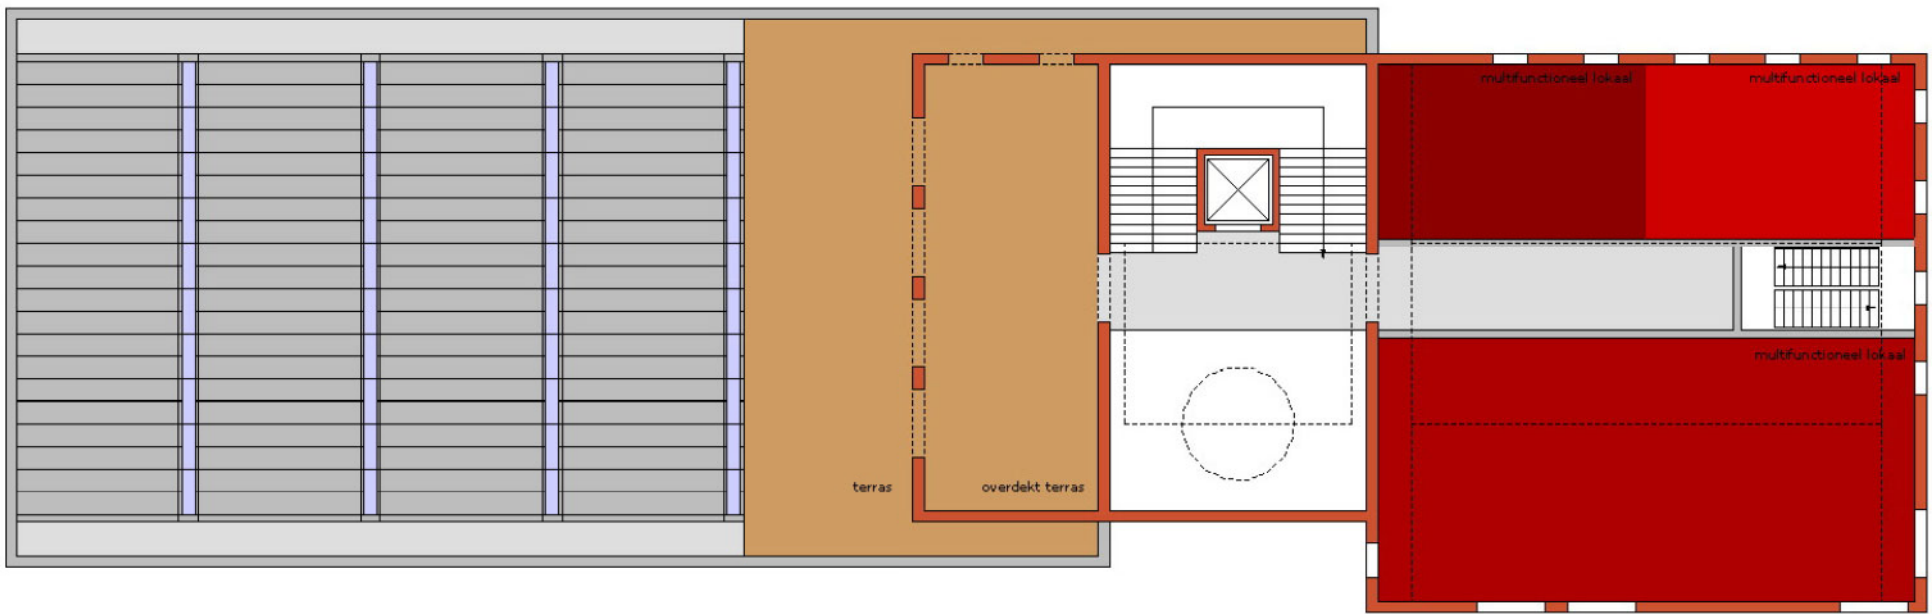 multifunctioneel lokaal
multifunctioneel lokaal
multifunctioneel lokaal
terras
overdekt terras